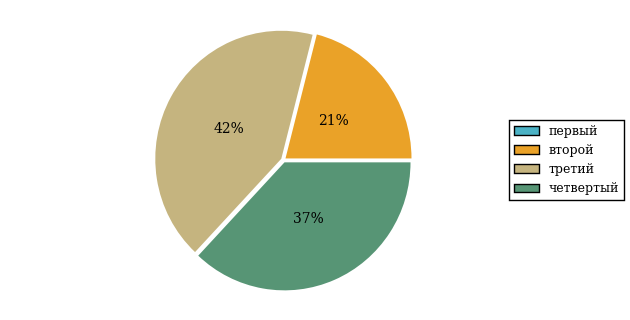 42%
21%
37%
первый
второй
третий
четвертый